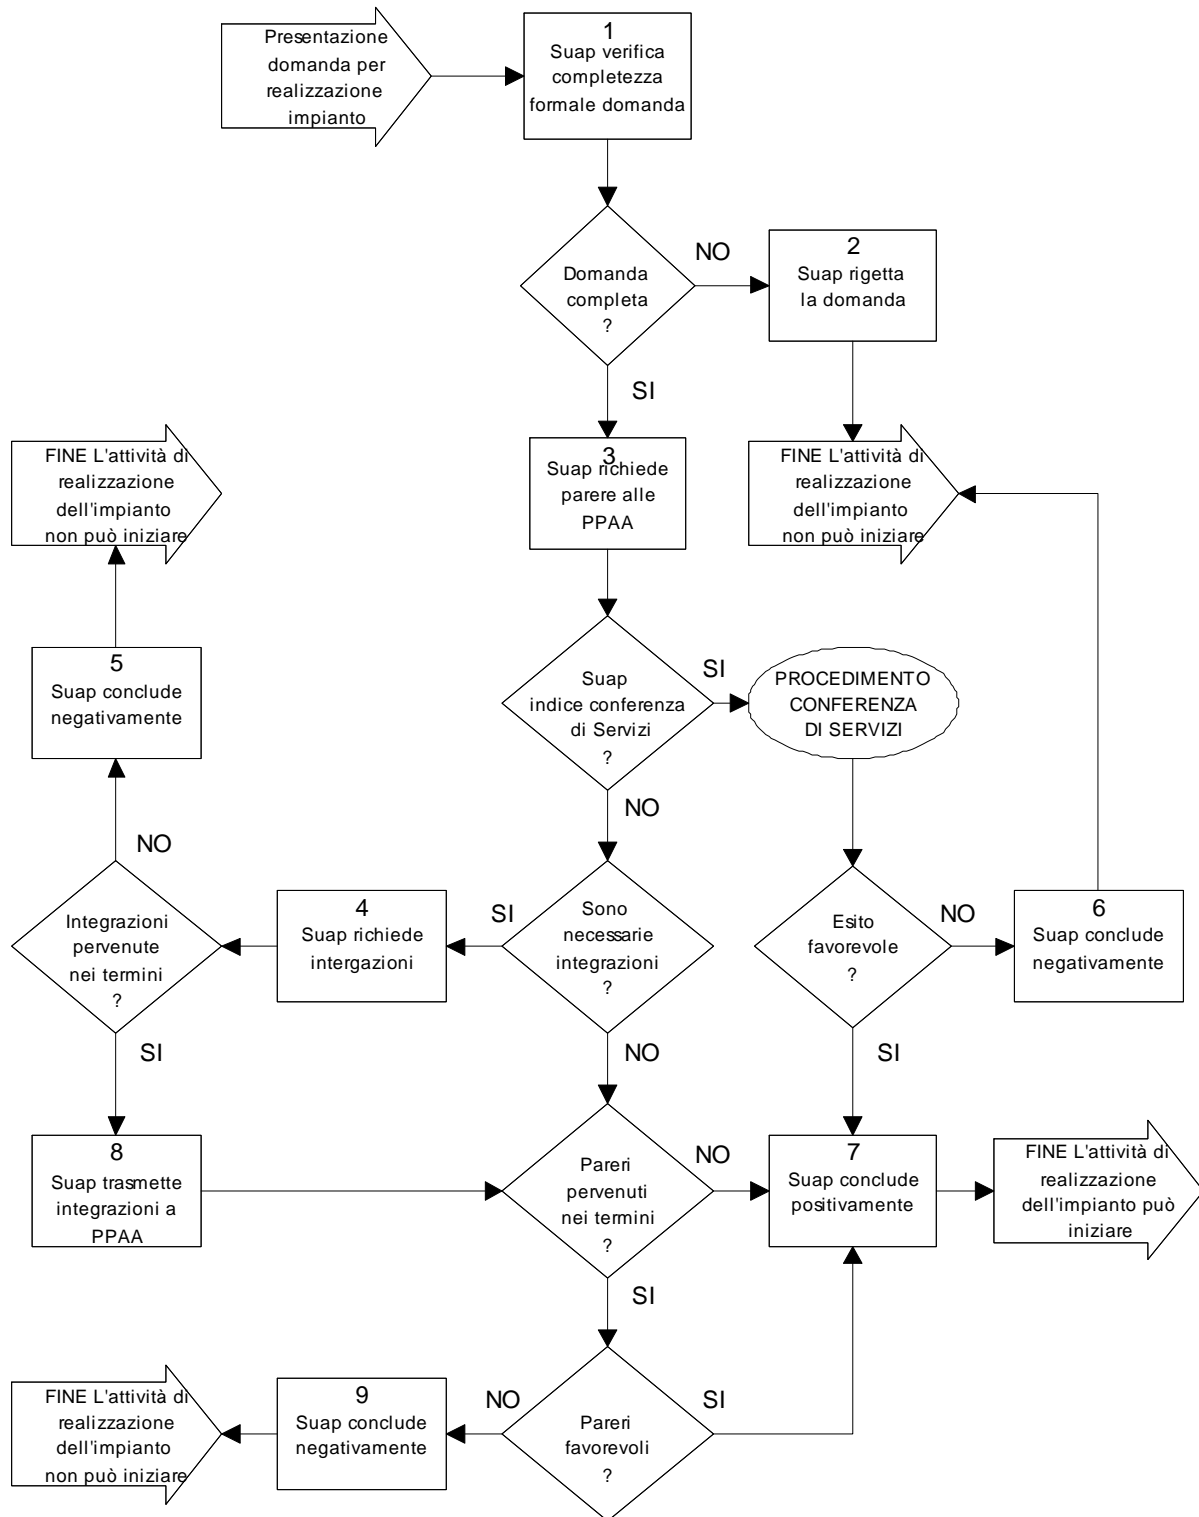 Presentazione
domanda per
realizzazione
impianto
1
Suap verifica
completezza
formale domanda
Domanda
completa
?
NO
2
Suap rigetta
la domanda
SI
FINE L'attività di
realizzazione
dell'impianto
non può iniziare
3
Suap richiede
parere alle
PPAA
FINE L'attività di
realizzazione
dell'impianto
non può iniziare
5
Suap conclude
negativamente
Suap
indice conferenza
di Servizi
?
SI
PROCEDIMENTO
CONFERENZA
DI SERVIZI
NO
NO
Integrazioni
pervenute
nei termini
?
4
Suap richiede
intergazioni
SI
Sono
necessarie
integrazioni
?
Esito
favorevole
?
NO
6
Suap conclude
negativamente
SI
NO
SI
8
Suap trasmette
integrazioni a
PPAA
Pareri
pervenuti
nei termini
?
NO
7
Suap conclude
positivamente
FINE L'attività di
realizzazione
dell'impianto può
iniziare
SI
FINE L'attività di
realizzazione
dell'impianto
non può iniziare
9
Suap conclude
negativamente
NO
Pareri
favorevoli
?
SI